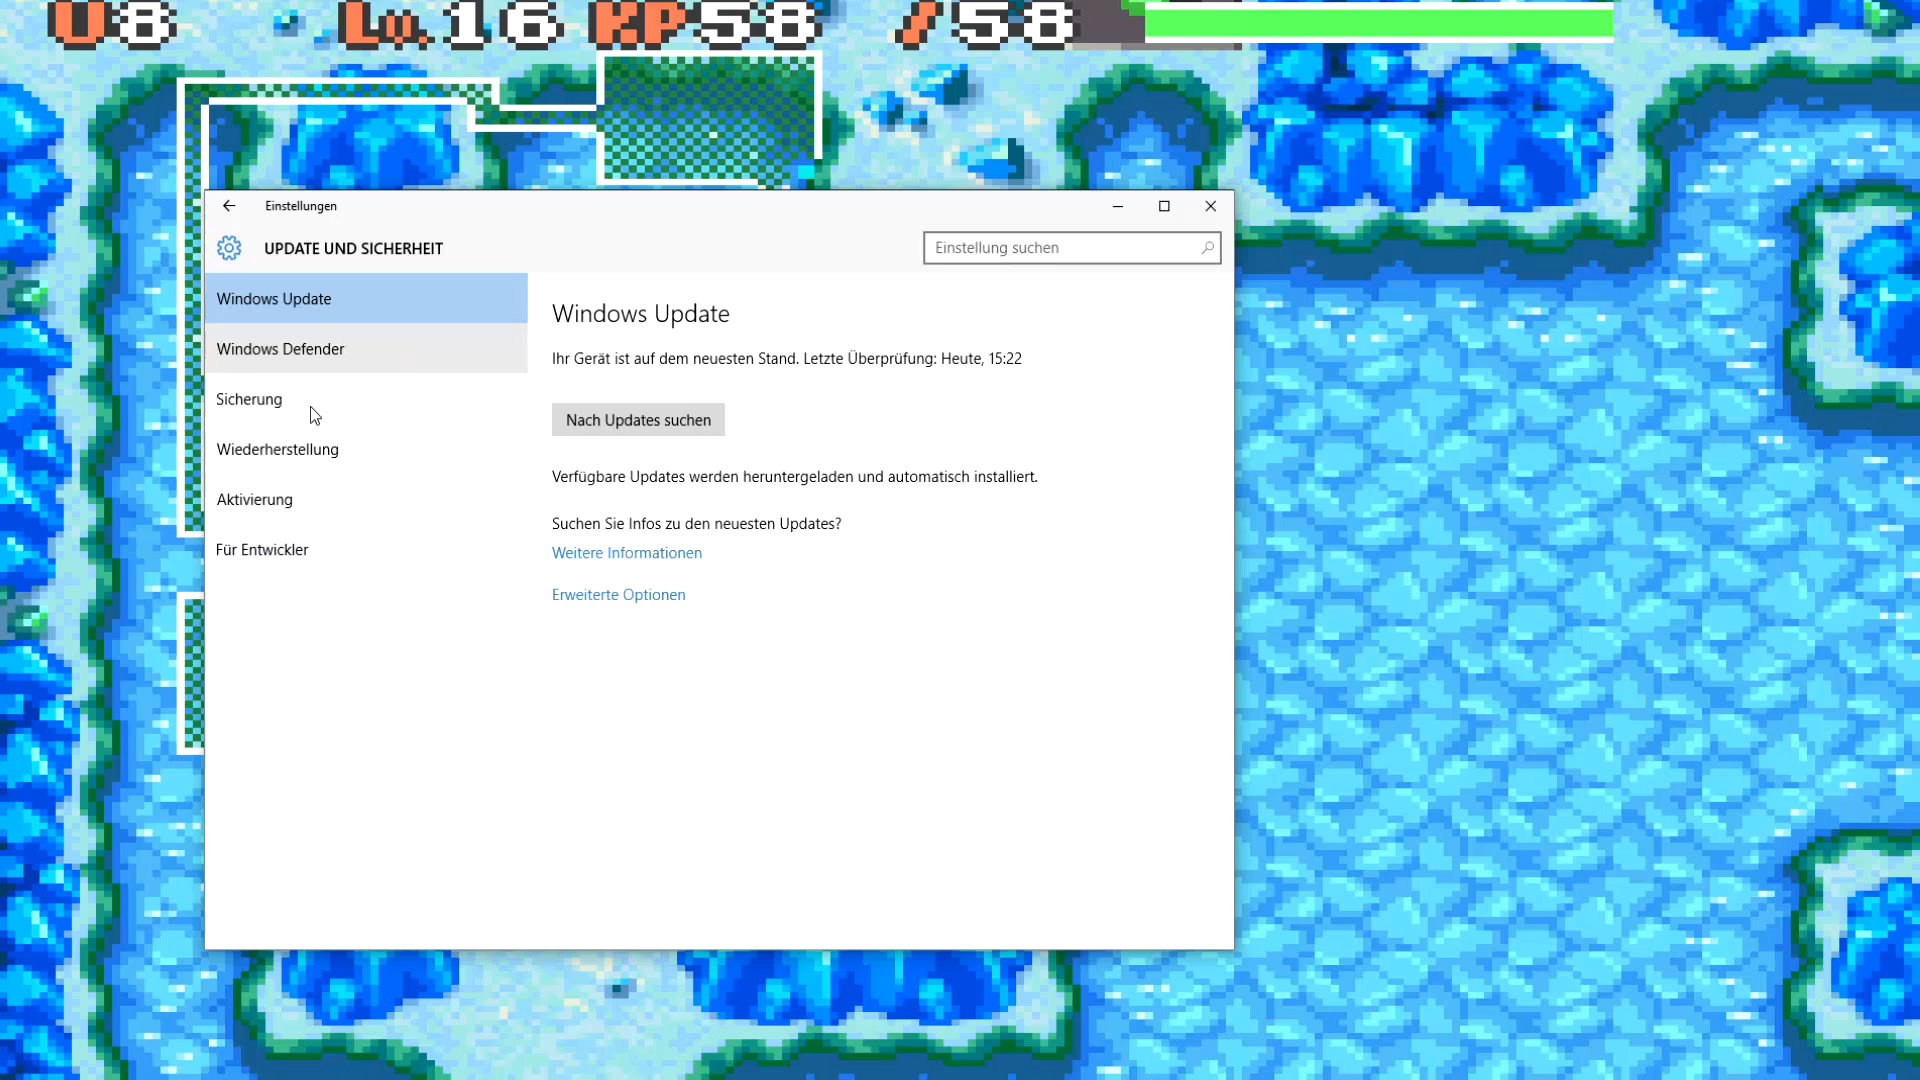 U8 Lv.16 KP58 /58
Einstellungen
UPDATE UND SICHERHEIT
Einstellung suchen
Windows Update
Windows Defender
Sicherung
Wiederherstellung
Aktivierung
Für Entwickler
Windows Update
Ihr Gerät ist auf dem neuesten Stand. Letzte Überprüfung: Heute, 15:22
Nach Updates suchen
Verfügbare Updates werden heruntergeladen und automatisch installiert.
Suchen Sie Infos zu den neuesten Updates?
Weitere Informationen
Erweiterte Optionen